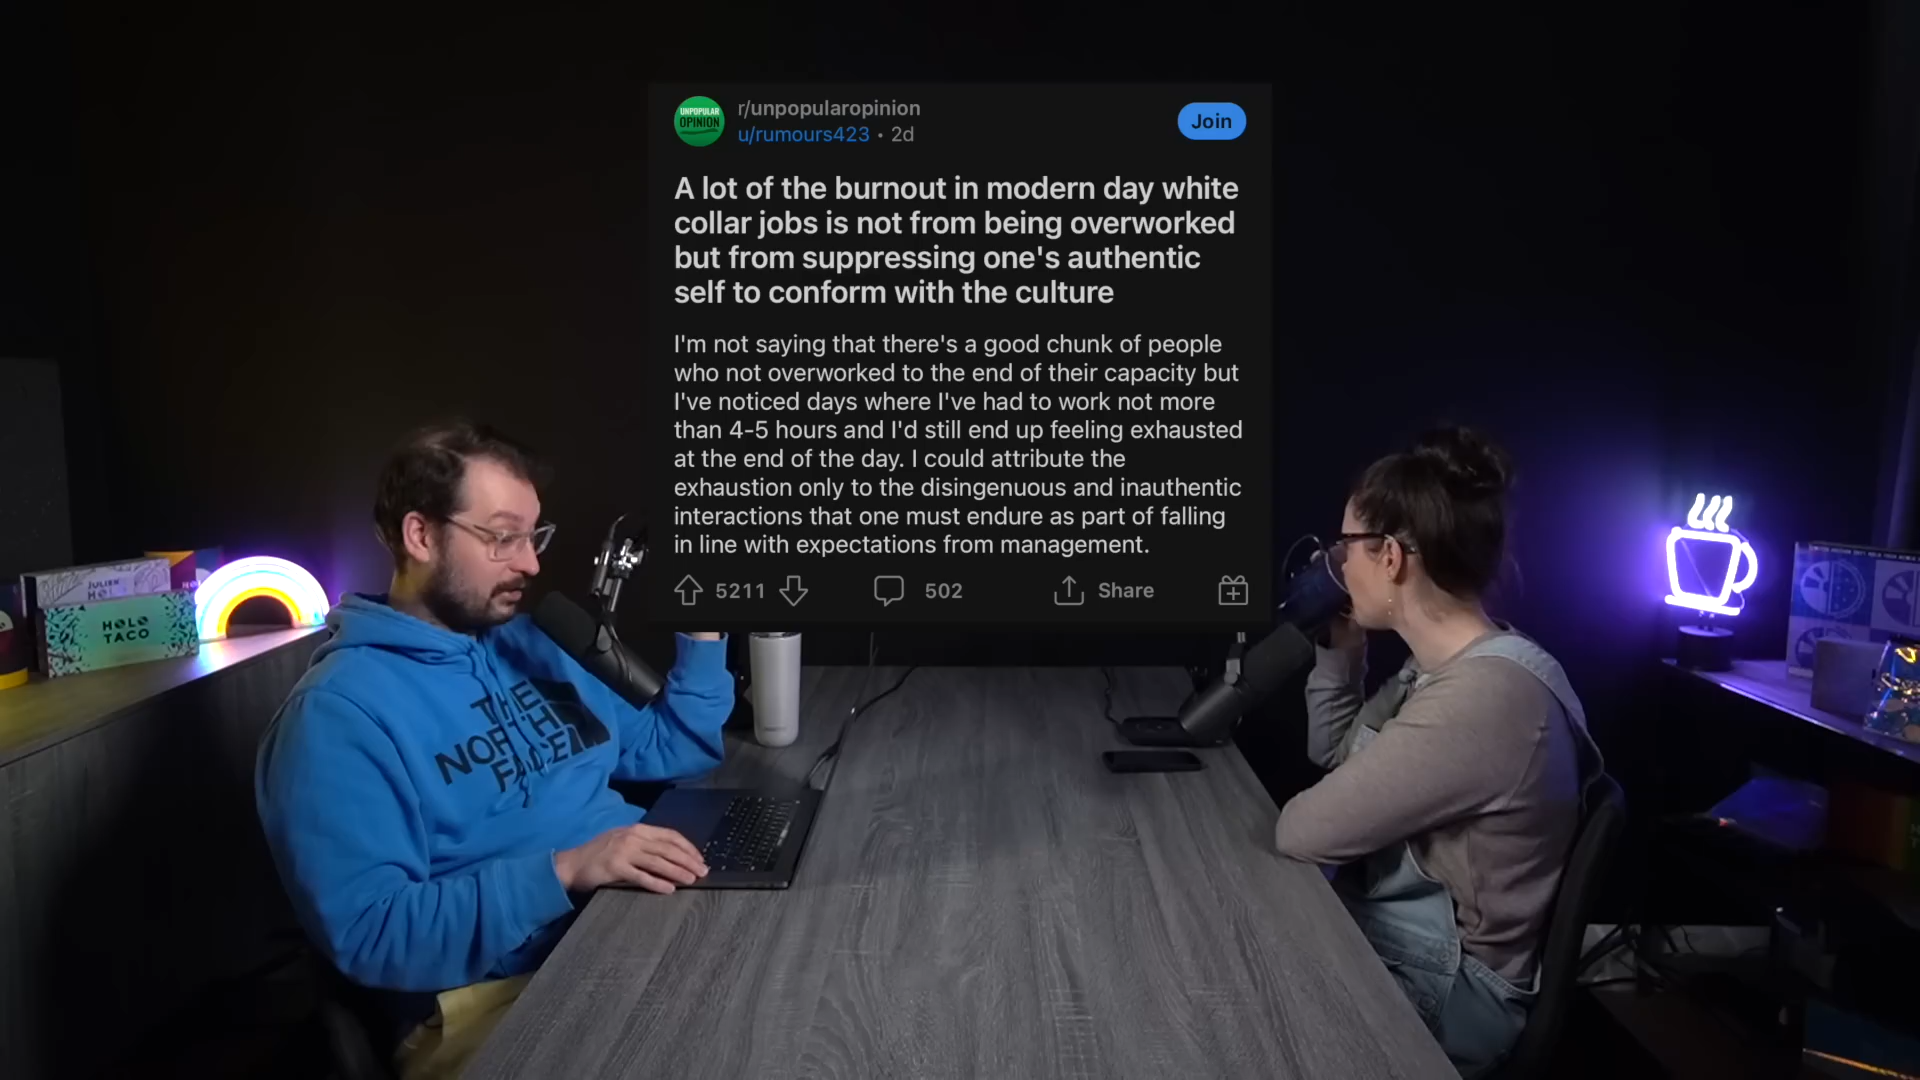 UNPOPULAR
OPINION
r/unpopularopinion
u/rumours423 • 2d
Join
A lot of the burnout in modern day white
collar jobs is not from being overworked
but from suppressing one's authentic
self to conform with the culture
I'm not saying that there's a good chunk of people
who not overworked to the end of their capacity but
I've noticed days where I've had to work not more
than 4-5 hours and I'd still end up feeling exhausted
at the end of the day. I could attribute the
exhaustion only to the disingenuous and inauthentic
interactions that one must endure as part of falling
in line with expectations from management.
5211
502
Share
HOLO
TACO
THE
NORTH
FACE